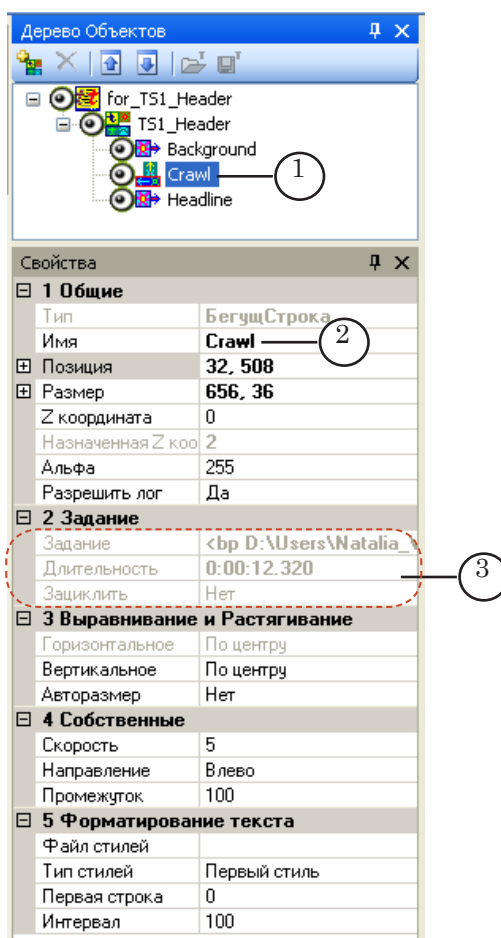 Дерево Объектов
for_TS1_Header
TS1_Header
Background
Crawl
1
Headline
Свойства
1 Общие
Тип БегущСтрока
Имя Crawl
2
Позиция 32, 508
Размер 656, 36
Z координата 0
Назначенная Z коо 2
Альфа 255
Разрешить лог Да
2 Задание
Задание <bp D:\Users\Natalia_
Длительность 0:00:12.320
3
Зациклить Нет
3 Выравнивание и Растягивание
Горизонтальное По центру
Вертикальное По центру
Авторазмер Нет
4 Собственные
Скорость 5
Направление Влево
Промежуток 100
5 Форматирование текста
Файл стилей
Тип стилей Первый стиль
Первая строка 0
Интервал 100